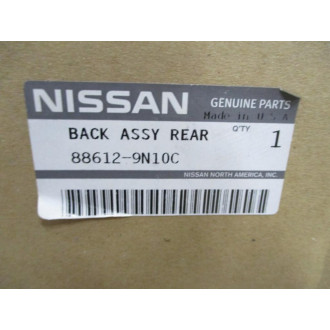 NISSAN
GENUINE PARTS
Made in U.S.A
BACK ASSY REAR
Q'TY
1
88612-9N10C
NISSAN NORTH AMERICA, INC.